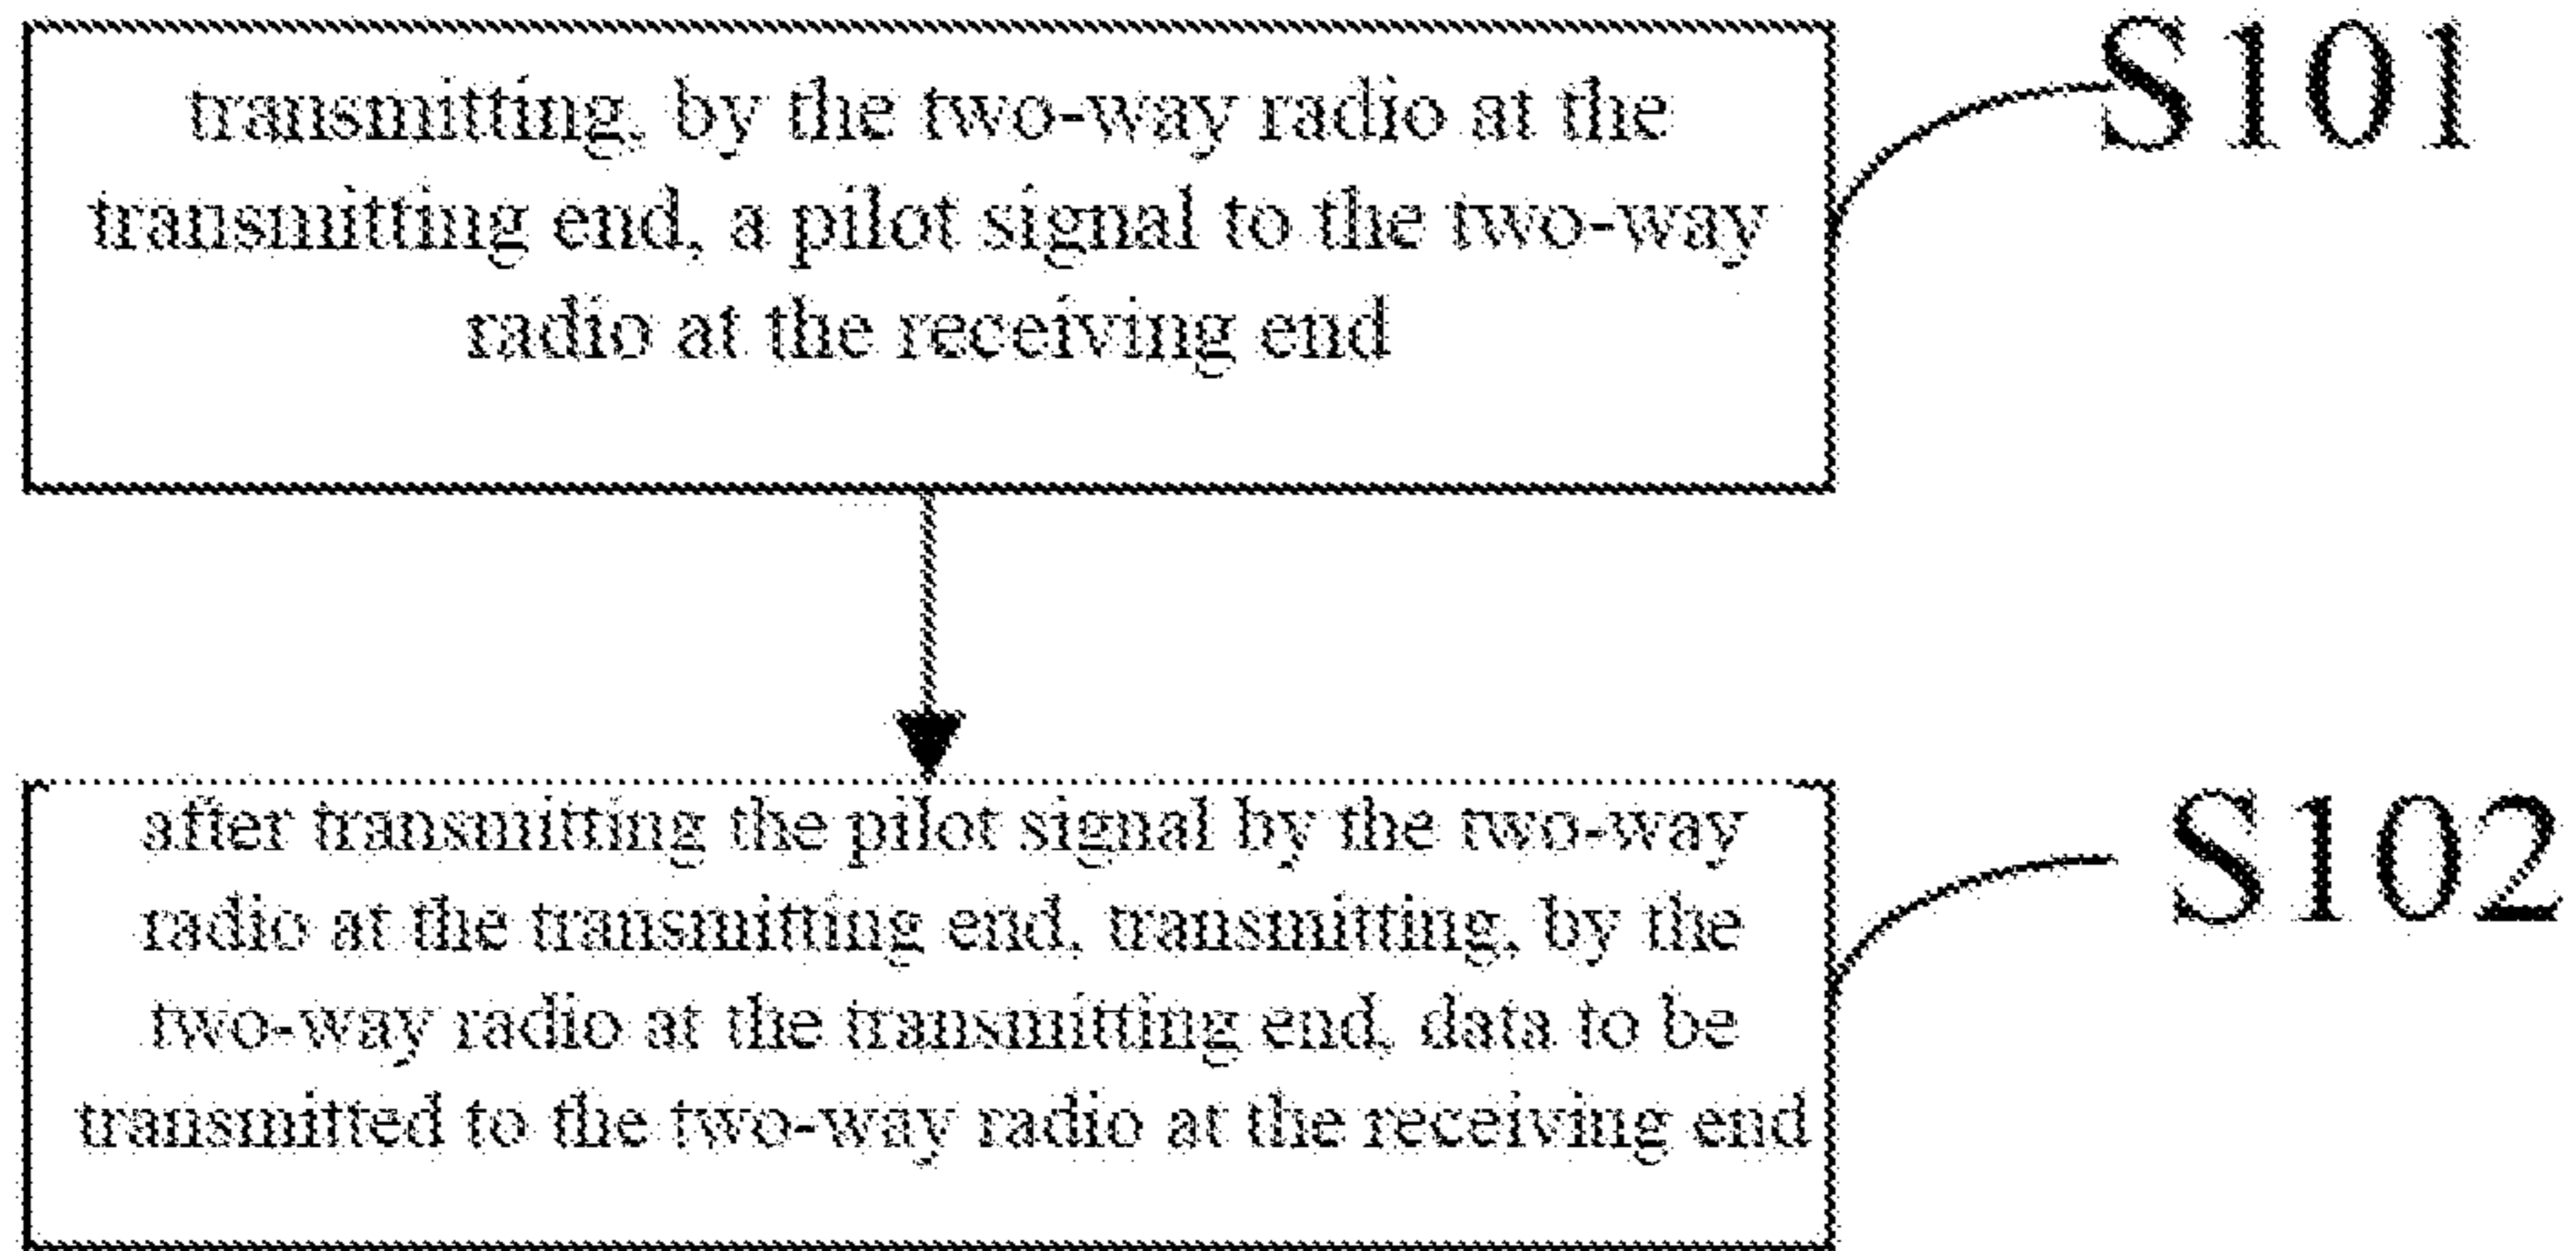 transmitting, by the two-way radio at the
transmitting end, a pilot signal to the two-way
radio at the receiving end
S101
after transmitting the pilot signal by the two-way
radio at the transmitting end, transmitting, by the
two-way radio at the transmitting end, data to be
transmitted to the two-way radio at the receiving end
S102